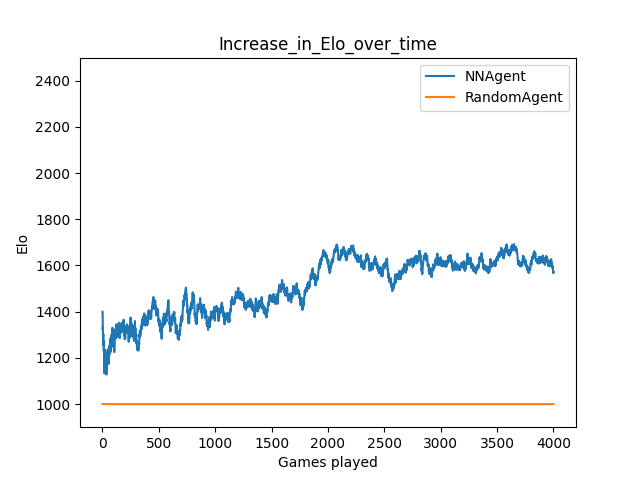 Increase_in_Elo_over_time
NNAgent
RandomAgent
2400
2200
2000
1800
1600
1400
1200
1000
Elo
0 500 1000 1500 2000 2500 3000 3500 4000
Games played